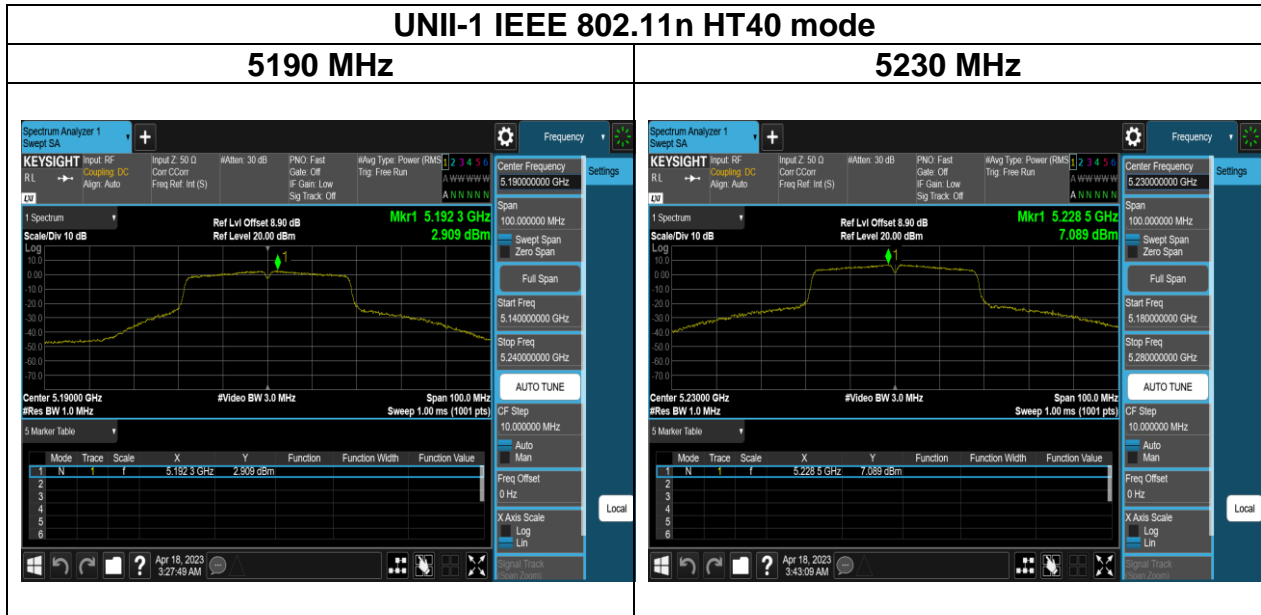 UNII-1 IEEE 802.11n HT40 mode
5190 MHz
5230 MHz
Spectrum Analyzer 1
Swept SA
Frequency
KEYSIGHT Input: RF Input Z: 50 Ω #Atten: 30 dB PNO: Fast #Avg Type: Power (RMS 1 2 3 4 5 6
RL Coupling: DC Corr CCorr Gate: Off Trig: Free Run A W W W W W
Align: Auto Freq Ref: Int (S) IF Gain: Low
Sig Track: Off A N N N N N
LXI
Center Frequency
5.190000000 GHz
Settings
Span
100.000000 MHz
Swept Span
Zero Span
Full Span
Start Freq
5.140000000 GHz
Stop Freq
5.240000000 GHz
AUTO TUNE
CF Step
10.000000 MHz
Auto
Man
Freq Offset
0 Hz
X Axis Scale
Log
Lin
Signal Track
(Span Zoom)
Local
1 Spectrum
Scale/Div 10 dB
Ref Lvl Offset 8.90 dB
Ref Level 20.00 dBm
Mkr1 5.192 3 GHz
2.909 dBm
Log
10.0
0.00
-10.0
-20.0
-30.0
-40.0
-50.0
-60.0
-70.0
1
Center 5.19000 GHz #Video BW 3.0 MHz Span 100.0 MHz
#Res BW 1.0 MHz Sweep 1.00 ms (1001 pts)
5 Marker Table
Mode Trace Scale X Y Function Function Width Function Value
1 N 1 f 5.192 3 GHz 2.909 dBm
2
3
4
5
6
? Apr 18, 2023
3:27:49 AM
Spectrum Analyzer 1
Swept SA
Frequency
KEYSIGHT Input: RF Input Z: 50 Ω #Atten: 30 dB PNO: Fast #Avg Type: Power (RMS 1 2 3 4 5 6
RL Coupling: DC Corr CCorr Gate: Off Trig: Free Run A W W W W W
Align: Auto Freq Ref: Int (S) IF Gain: Low
Sig Track: Off A N N N N N
LXI
Center Frequency
5.230000000 GHz
Settings
Span
100.000000 MHz
Swept Span
Zero Span
Full Span
Start Freq
5.180000000 GHz
Stop Freq
5.280000000 GHz
AUTO TUNE
CF Step
10.000000 MHz
Auto
Man
Freq Offset
0 Hz
X Axis Scale
Log
Lin
Signal Track
(Span Zoom)
Local
1 Spectrum
Scale/Div 10 dB
Ref Lvl Offset 8.90 dB
Ref Level 20.00 dBm
Mkr1 5.228 5 GHz
7.089 dBm
Log
10.0
0.00
-10.0
-20.0
-30.0
-40.0
-50.0
-60.0
-70.0
1
Center 5.23000 GHz #Video BW 3.0 MHz Span 100.0 MHz
#Res BW 1.0 MHz Sweep 1.00 ms (1001 pts)
5 Marker Table
Mode Trace Scale X Y Function Function Width Function Value
1 N 1 f 5.228 5 GHz 7.089 dBm
2
3
4
5
6
? Apr 18, 2023
3:43:09 AM